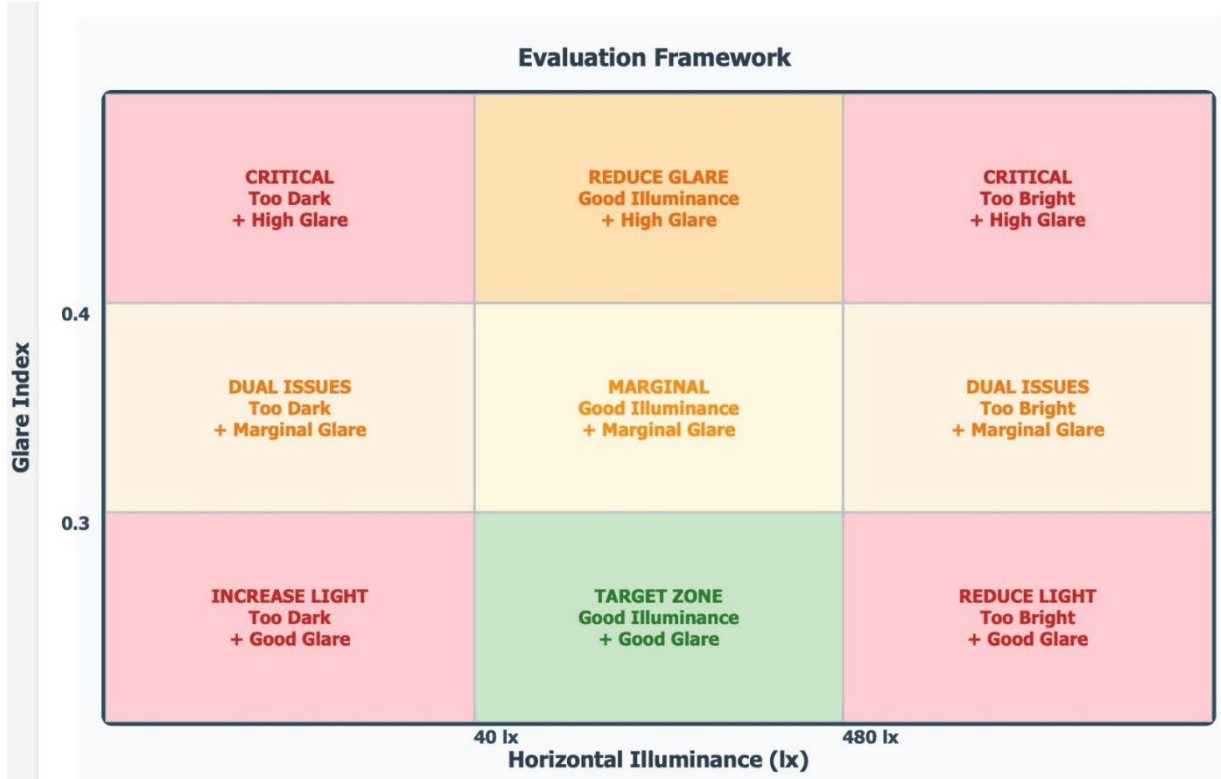 Evaluation Framework
CRITICAL
Too Dark
+ High Glare
REDUCE GLARE
Good Illuminance
+ High Glare
CRITICAL
Too Bright
+ High Glare
0.4
DUAL ISSUES
Too Dark
+ Marginal Glare
MARGINAL
Good Illuminance
+ Marginal Glare
DUAL ISSUES
Too Bright
+ Marginal Glare
Glare Index
0.3
INCREASE LIGHT
Too Dark
+ Good Glare
TARGET ZONE
Good Illuminance
+ Good Glare
REDUCE LIGHT
Too Bright
+ Good Glare
40 lx
480 lx
Horizontal Illuminance (lx)